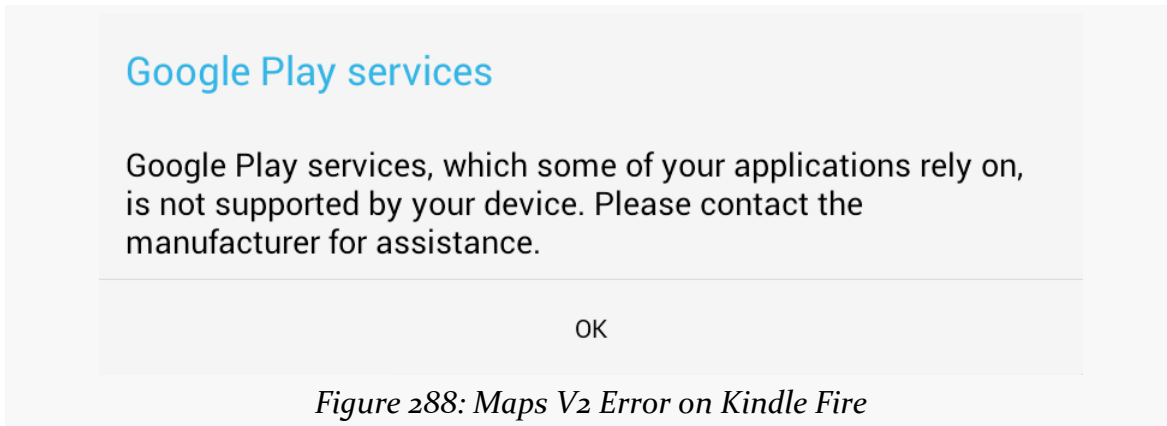 Google Play services
Google Play services, which some of your applications rely on,
is not supported by your device. Please contact the
manufacturer for assistance.
OK
Figure 288: Maps V2 Error on Kindle Fire